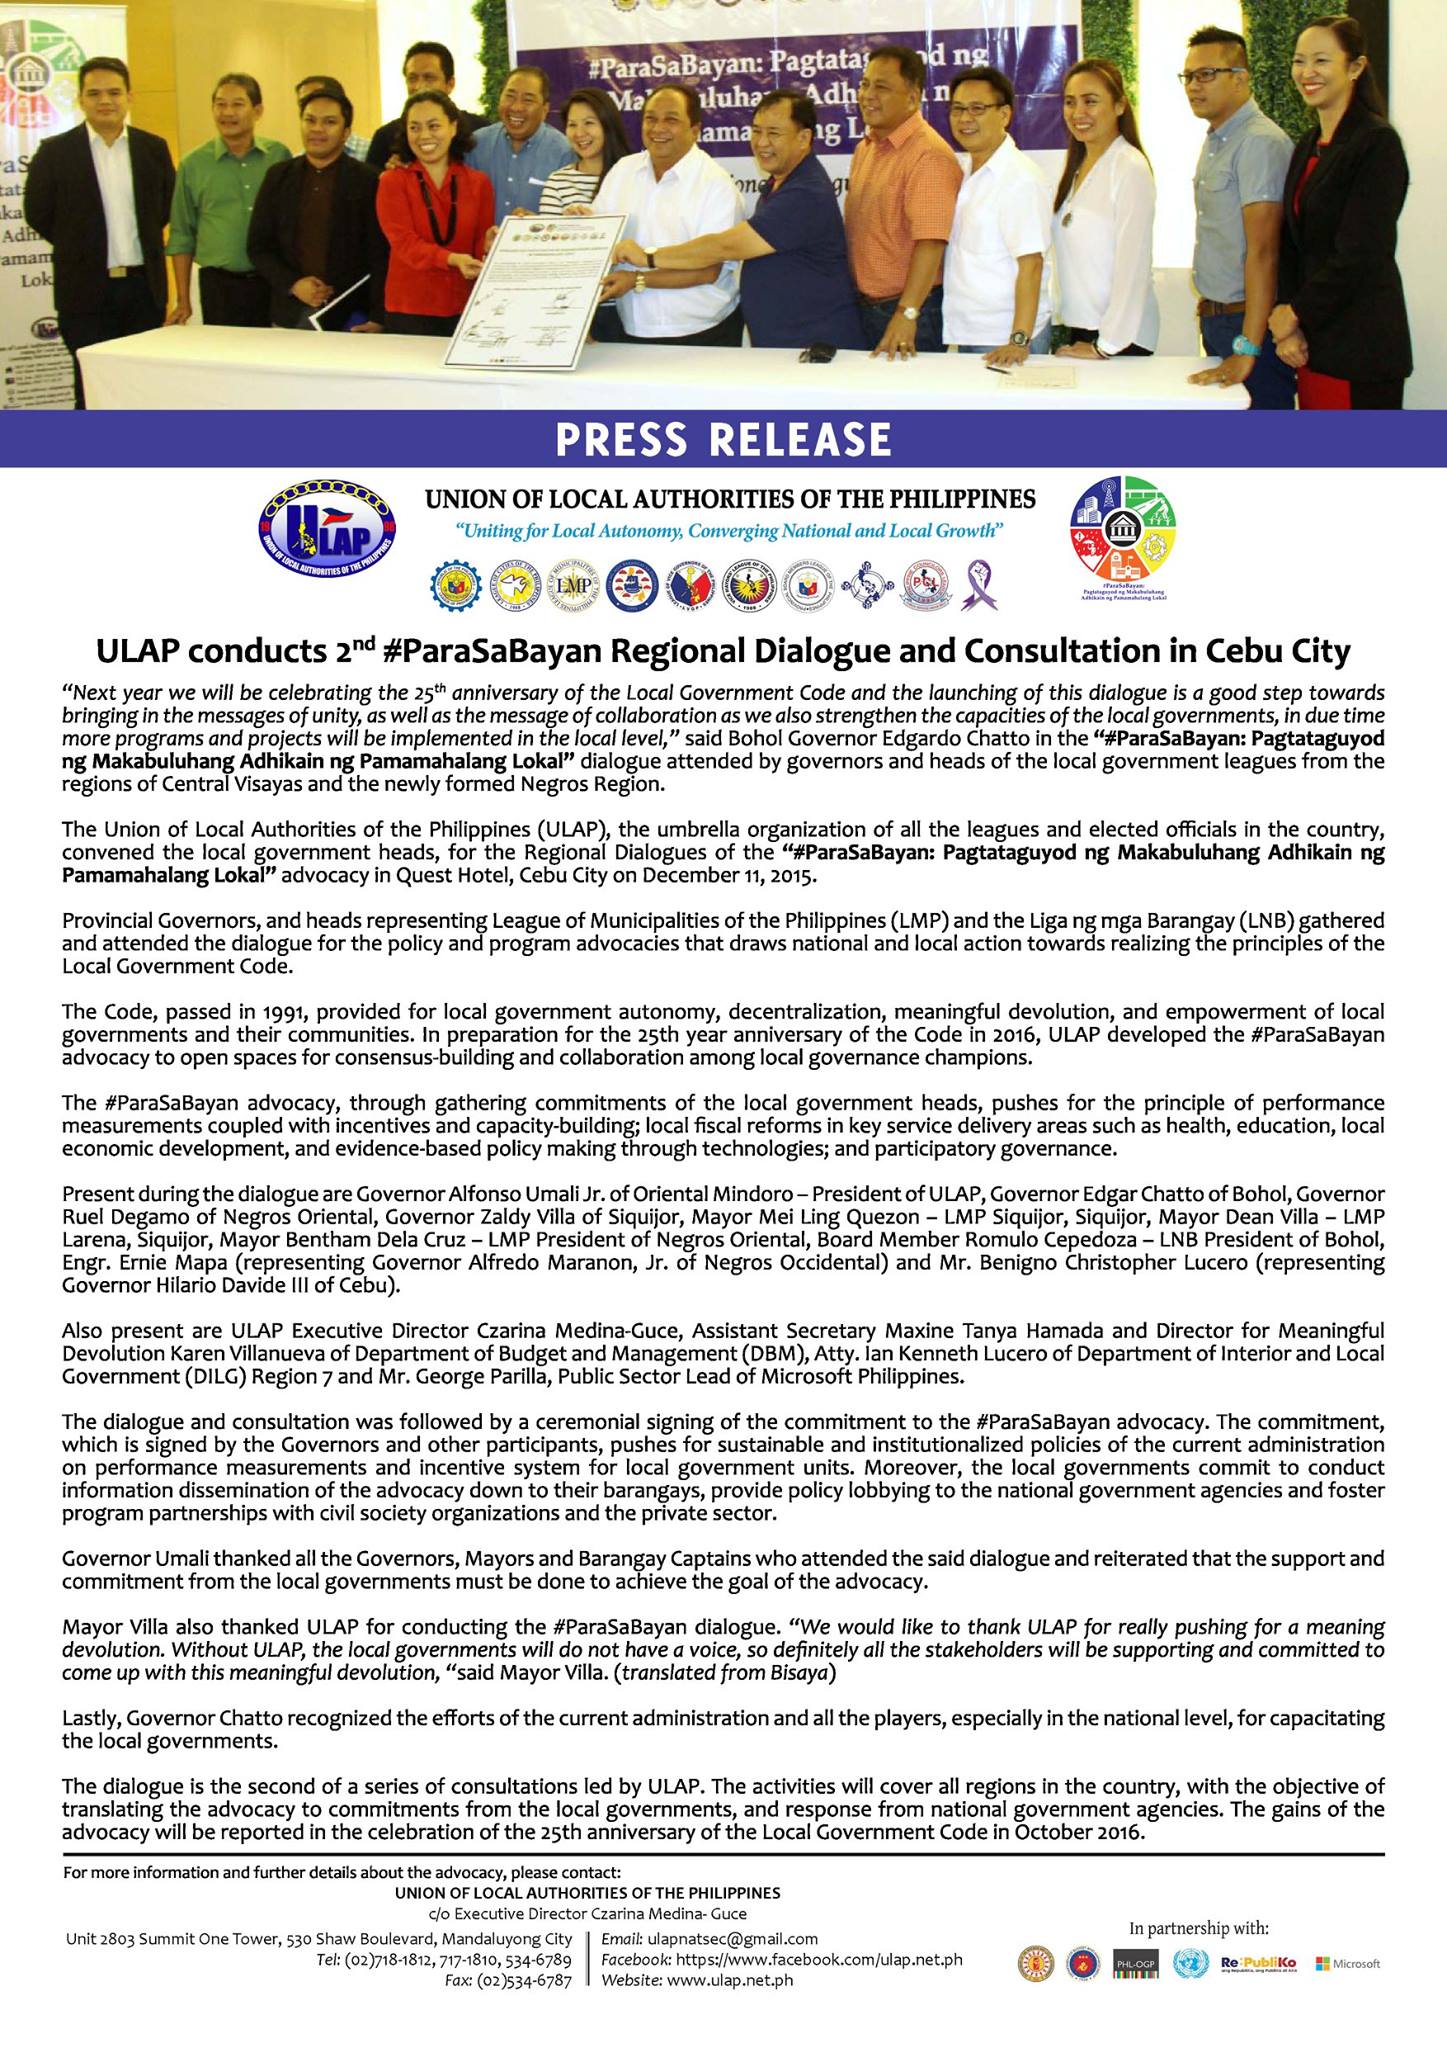 #ParaSaBayan: Pagtata
d ng
Adh
PRESS RELEASE
ULAP
UNION OF LOCAL AUTHORITIES OF THE PHILIPPINES
UNION OF LOCAL AUTHORITIES OF THE PHILIPPINES
“Uniting for Local Autonomy, Converging National and Local Growth”
LMP
PCL
#ParaSaBayan:
Pagtataguyod ng Makabuluhang
Adhikain ng Pamamahalang Lokal
ULAP conducts 2nd #ParaSaBayan Regional Dialogue and Consultation in Cebu City
“Next year we will be celebrating the 25th anniversary of the Local Government Code and the launching of this dialogue is a good step towards
bringing in the messages of unity, as well as the message of collaboration as we also strengthen the capacities of the local governments, in due time
more programs and projects will be implemented in the local level,” said Bohol Governor Edgardo Chatto in the “#ParaSaBayan: Pagtataguyod
ng Makabuluhang Adhikain ng Pamamahalang Lokal” dialogue attended by governors and heads of the local government leagues from the
regions of Central Visayas and the newly formed Negros Region.
The Union of Local Authorities of the Philippines (ULAP), the umbrella organization of all the leagues and elected officials in the country,
convened the local government heads, for the Regional Dialogues of the “#ParaSaBayan: Pagtataguyod ng Makabuluhang Adhikain ng
Pamamahalang Lokal” advocacy in Quest Hotel, Cebu City on December 11, 2015.
Provincial Governors, and heads representing League of Municipalities of the Philippines (LMP) and the Liga ng mga Barangay (LNB) gathered
and attended the dialogue for the policy and program advocacies that draws national and local action towards realizing the principles of the
Local Government Code.
The Code, passed in 1991, provided for local government autonomy, decentralization, meaningful devolution, and empowerment of local
governments and their communities. In preparation for the 25th year anniversary of the Code in 2016, ULAP developed the #ParaSaBayan
advocacy to open spaces for consensus-building and collaboration among local governance champions.
The #ParaSaBayan advocacy, through gathering commitments of the local government heads, pushes for the principle of performance
measurements coupled with incentives and capacity-building; local fiscal reforms in key service delivery areas such as health, education, local
economic development, and evidence-based policy making through technologies; and participatory governance.
Present during the dialogue are Governor Alfonso Umali Jr. of Oriental Mindoro – President of ULAP, Governor Edgar Chatto of Bohol, Governor
Ruel Degamo of Negros Oriental, Governor Zaldy Villa of Siquijor, Mayor Mei Ling Quezon – LMP Siquijor, Siquijor, Mayor Dean Villa – LMP
Larena, Siquijor, Mayor Bentham Dela Cruz – LMP President of Negros Oriental, Board Member Romulo Cepedoza – LNB President of Bohol,
Engr. Ernie Mapa (representing Governor Alfredo Maranon, Jr. of Negros Occidental) and Mr. Benigno Christopher Lucero (representing
Governor Hilario Davide III of Cebu).
Also present are ULAP Executive Director Czarina Medina-Guce, Assistant Secretary Maxine Tanya Hamada and Director for Meaningful
Devolution Karen Villanueva of Department of Budget and Management (DBM), Atty. Ian Kenneth Lucero of Department of Interior and Local
Government (DILG) Region 7 and Mr. George Parilla, Public Sector Lead of Microsoft Philippines.
The dialogue and consultation was followed by a ceremonial signing of the commitment to the #ParaSaBayan advocacy. The commitment,
which is signed by the Governors and other participants, pushes for sustainable and institutionalized policies of the current administration
on performance measurements and incentive system for local government units. Moreover, the local governments commit to conduct
information dissemination of the advocacy down to their barangays, provide policy lobbying to the national government agencies and foster
program partnerships with civil society organizations and the private sector.
Governor Umali thanked all the Governors, Mayors and Barangay Captains who attended the said dialogue and reiterated that the support and
commitment from the local governments must be done to achieve the goal of the advocacy.
Mayor Villa also thanked ULAP for conducting the #ParaSaBayan dialogue. “We would like to thank ULAP for really pushing for a meaning
devolution. Without ULAP, the local governments will do not have a voice, so definitely all the stakeholders will be supporting and committed to
come up with this meaningful devolution, “said Mayor Villa. (translated from Bisaya)
Lastly, Governor Chatto recognized the efforts of the current administration and all the players, especially in the national level, for capacitating
the local governments.
The dialogue is the second of a series of consultations led by ULAP. The activities will cover all regions in the country, with the objective of
translating the advocacy to commitments from the local governments, and response from national government agencies. The gains of the
advocacy will be reported in the celebration of the 25th anniversary of the Local Government Code in October 2016.
For more information and further details about the advocacy, please contact:
UNION OF LOCAL AUTHORITIES OF THE PHILIPPINES
c/o Executive Director Czarina Medina- Guce
Unit 2803 Summit One Tower, 530 Shaw Boulevard, Mandaluyong City
Tel: (02)718-1812, 717-1810, 534-6789
Fax: (02)534-6787
Email: ulapnatsec@gmail.com
Facebook: https://www.facebook.com/ulap.net.ph
Website: www.ulap.net.ph
In partnership with:
PHL-OGP
Re:PubliKo
Microsoft